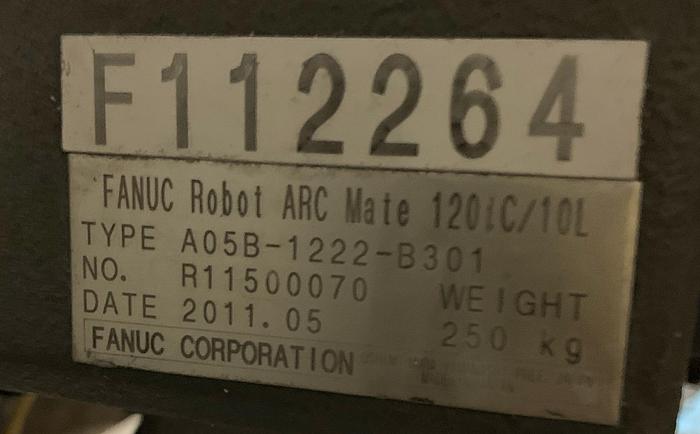 F112264
FANUC Robot ARC Mate 120iC/10L
TYPE A05B-1222-B301
NO. R11500070
WEIGHT
DATE 2011.05
250 kg
FANUC CORPORATION